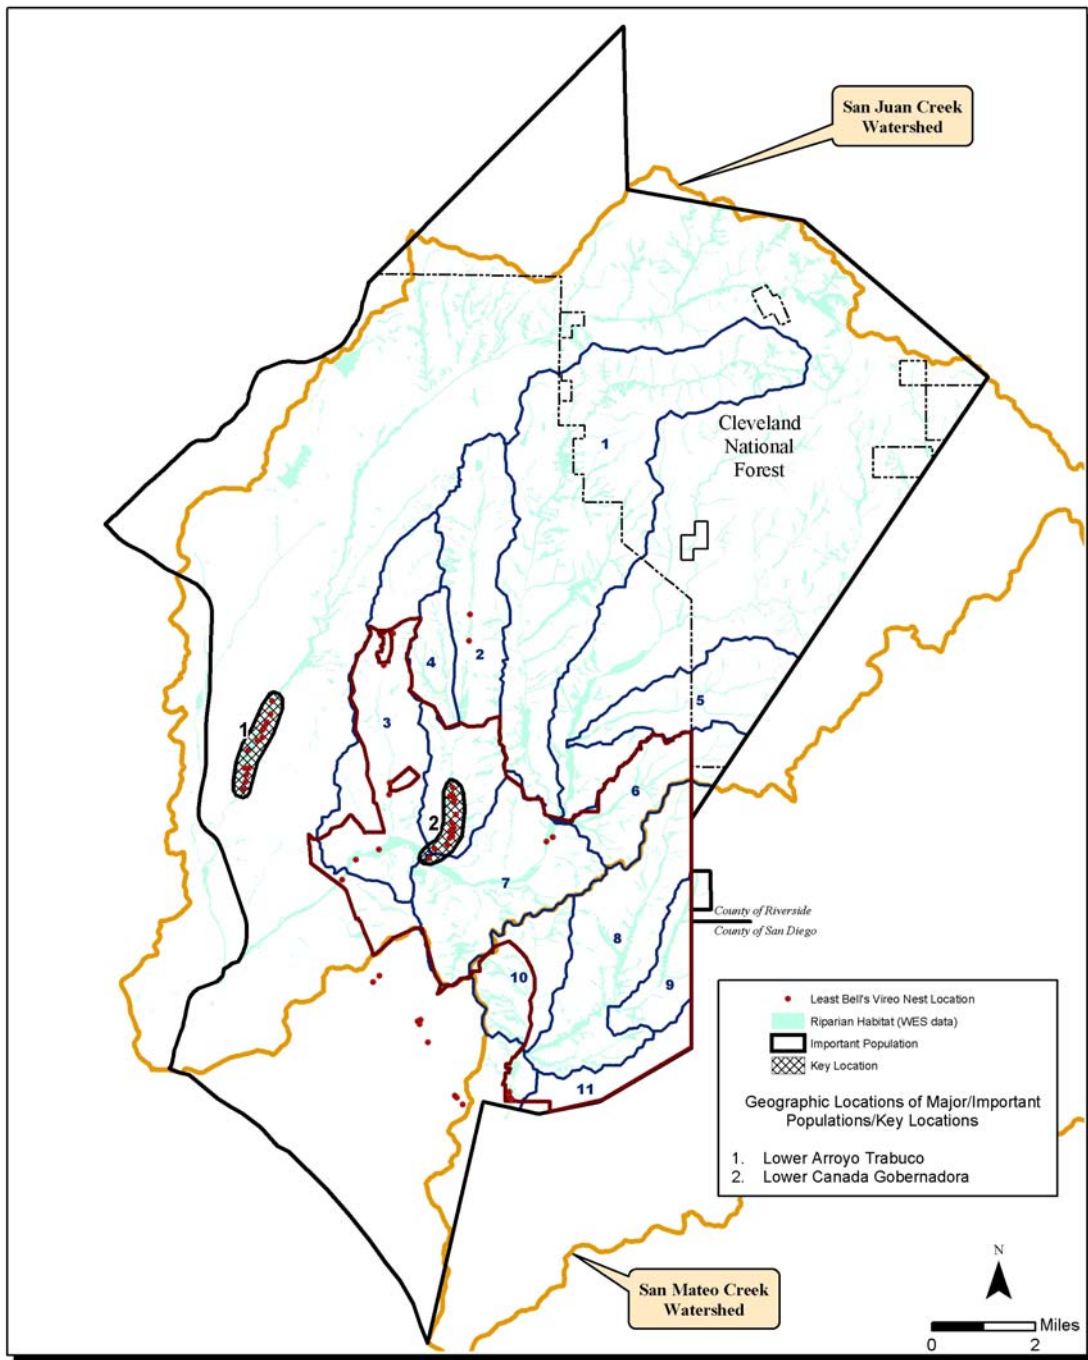 San Juan Creek
Watershed
Cleveland
National
Forest
1
2
4
5
3
1
6
2
7
County of Riverside
County of San Diego
8
9
10
11
Least Bell's Vireo Nest Location
Riparian Habitat (WES data)
Important Population
Key Location
Geographic Locations of Major/Important
Populations/Key Locations
1. Lower Arroyo Trabuco
2. Lower Canada Gobernadora
San Mateo Creek
Watershed
N
Miles
0 2